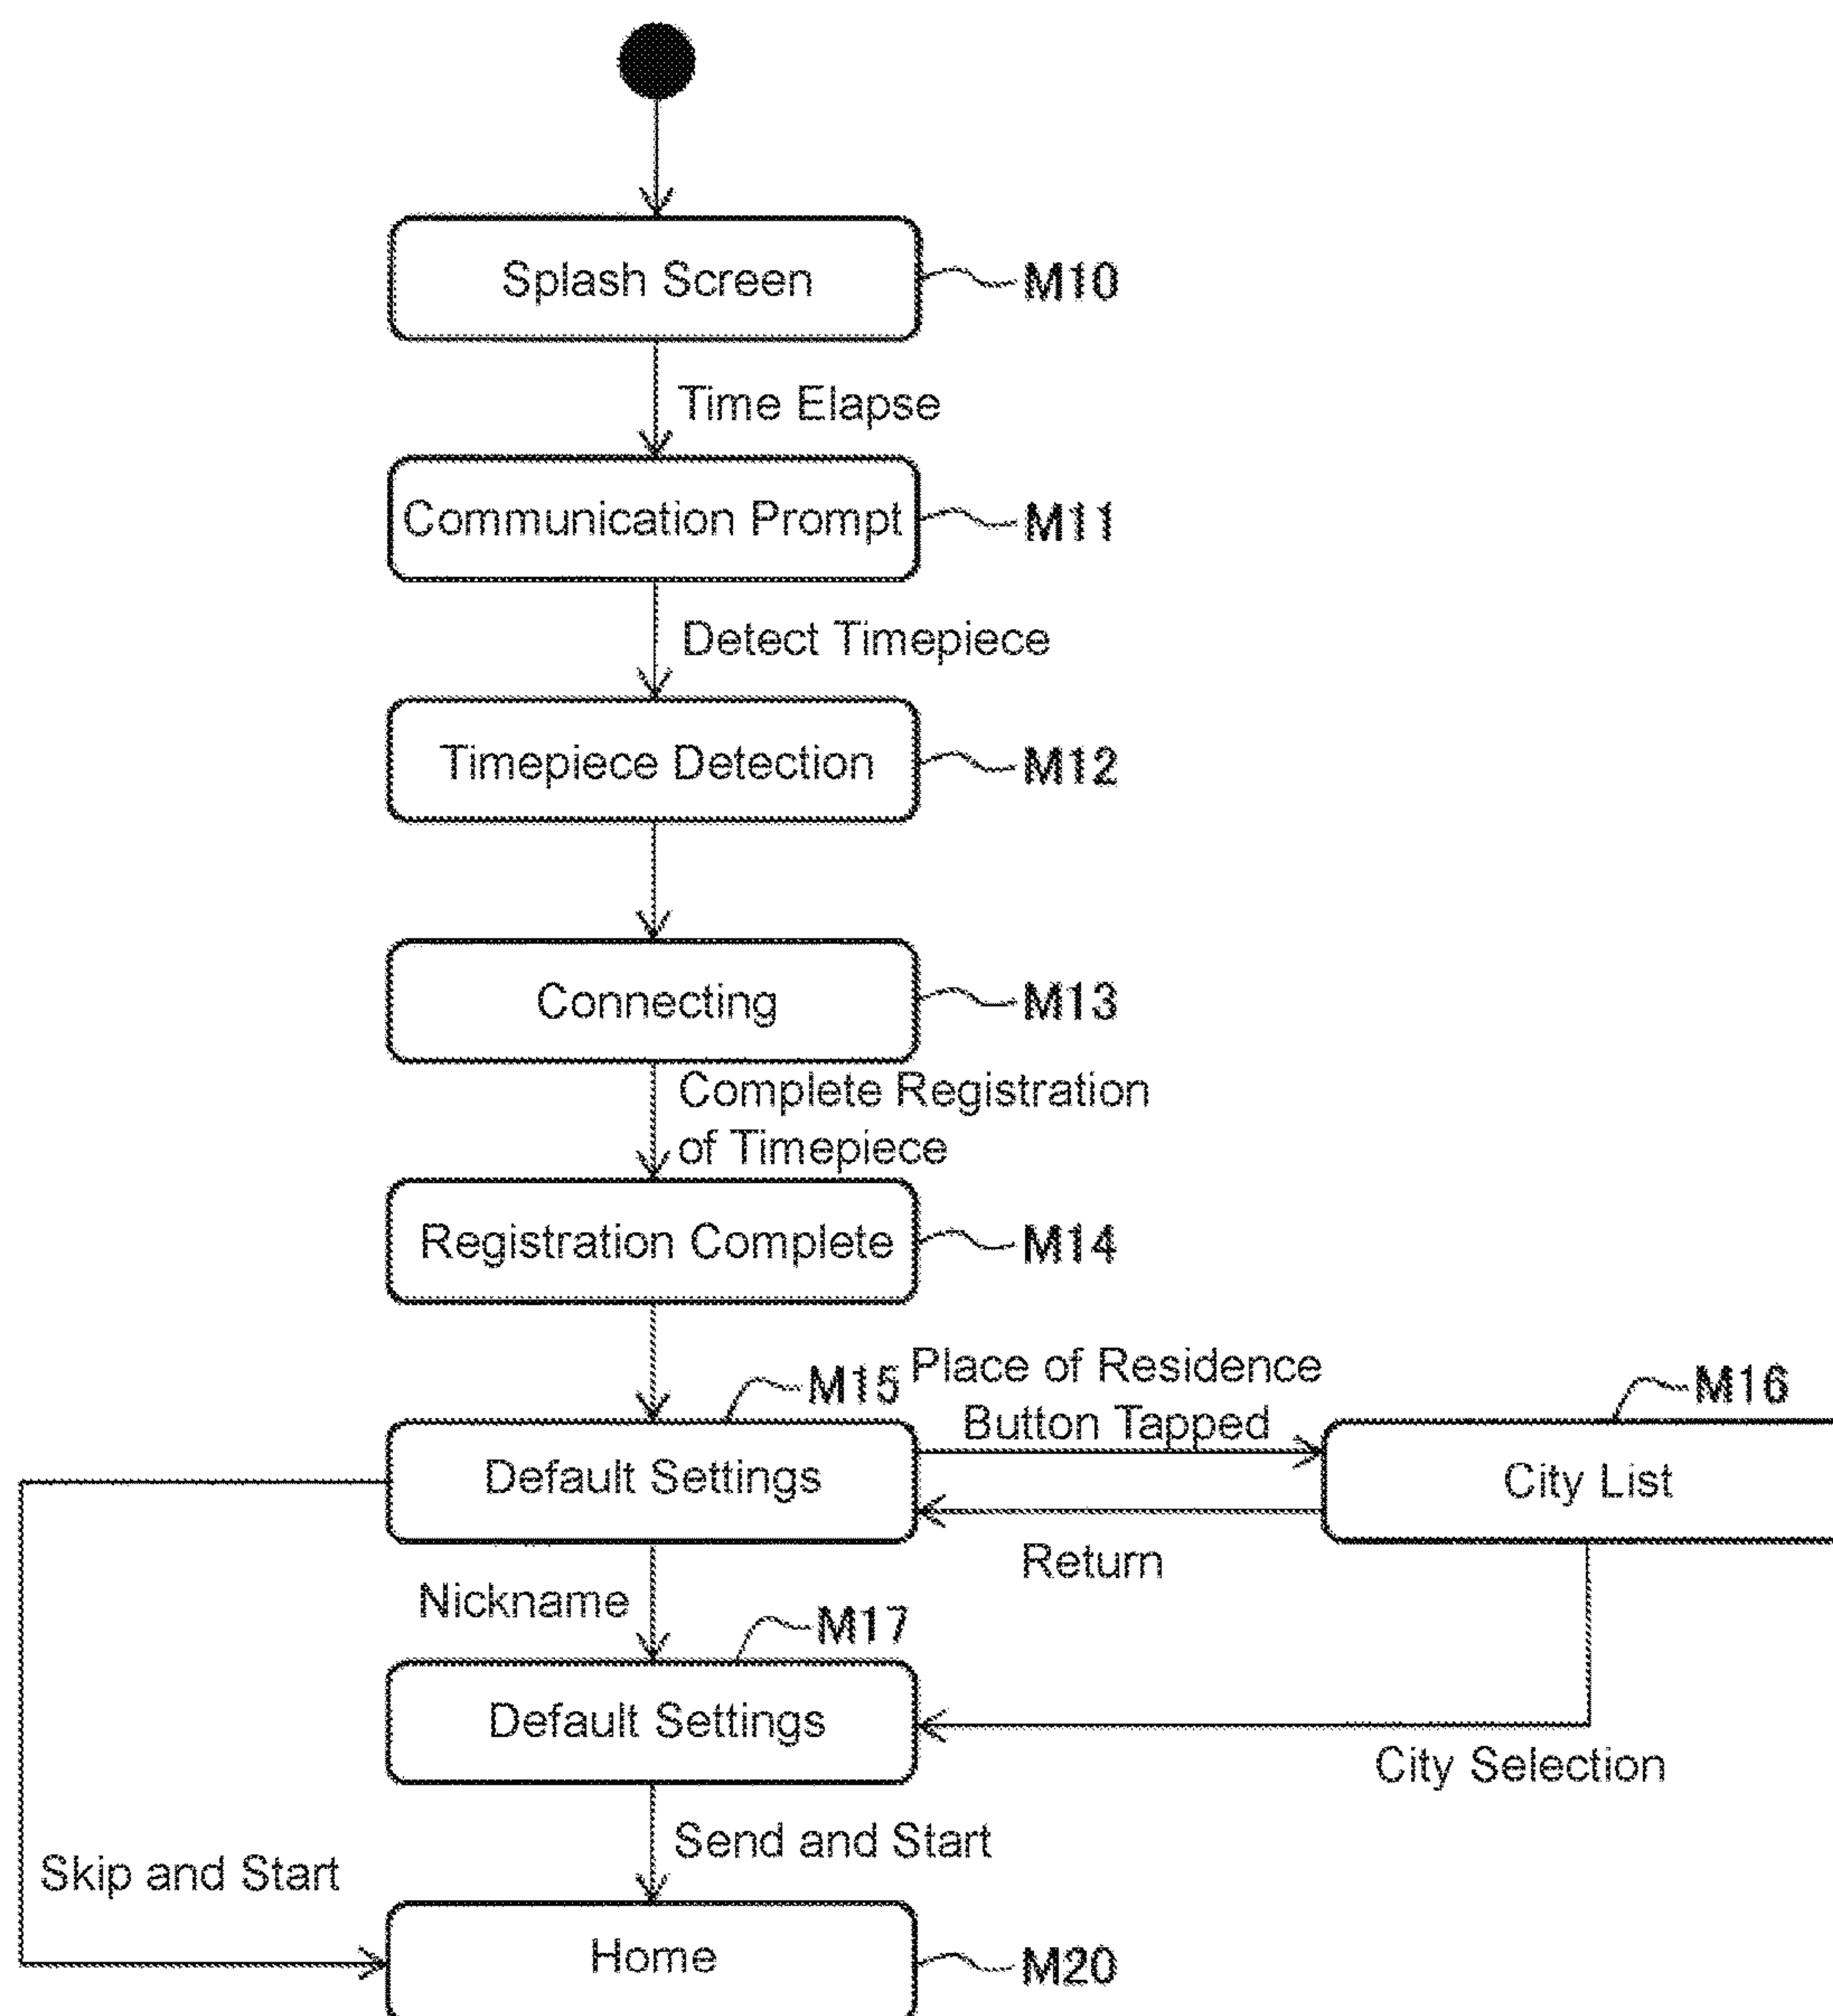 Splash Screen
M10
Time Elapse
Communication Prompt
M11
Detect Timepiece
Timepiece Detection
M12
Connecting
M13
Complete Registration
of Timepiece
Registration Complete
M14
M15
Place of Residence
Button Tapped
M16
Default Settings
City List
Return
Nickname
M17
Default Settings
City Selection
Send and Start
Skip and Start
Home
M20